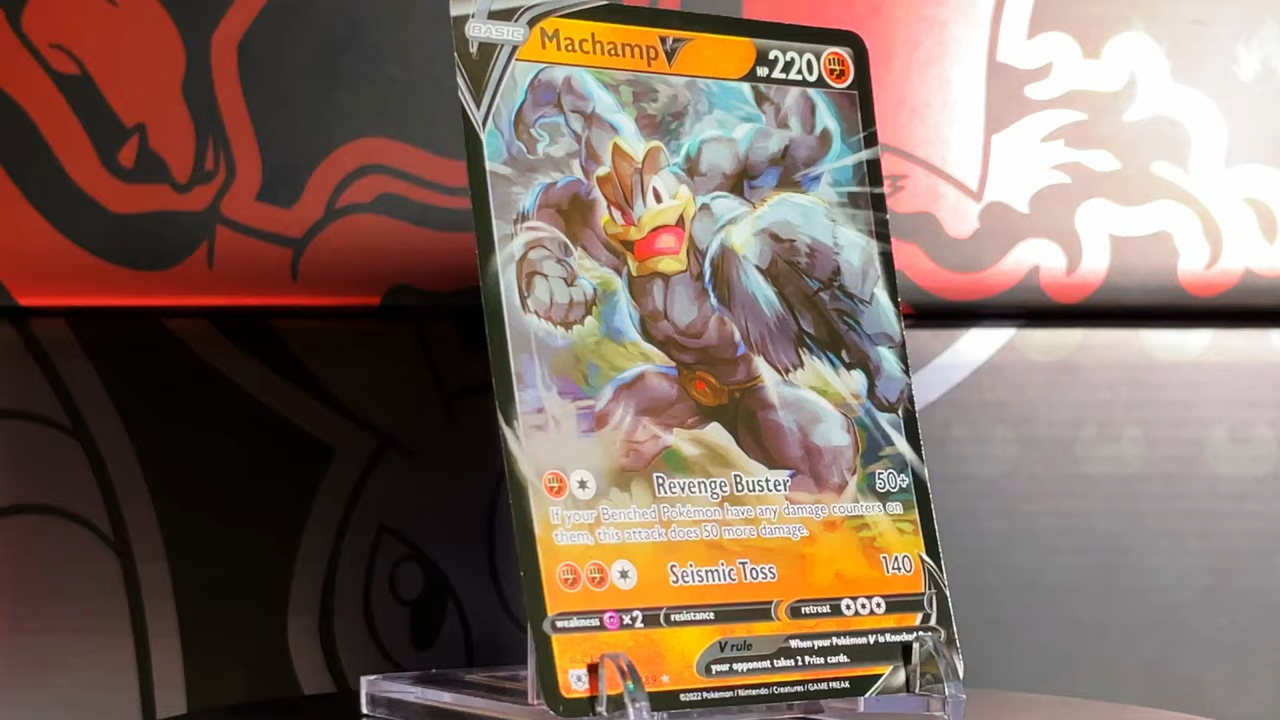 BASIC
Machamp V HP 220
Revenge Buster 50+
If your Benched Pokémon have any damage counters on
them, this attack does 50 more damage.
Seismic Toss 140
weakness ×2 resistance retreat
V rule When your Pokémon V is Knocked
your opponent takes 2 Prize cards.
©2022 Pokémon / Nintendo / Creatures / GAME FREAK